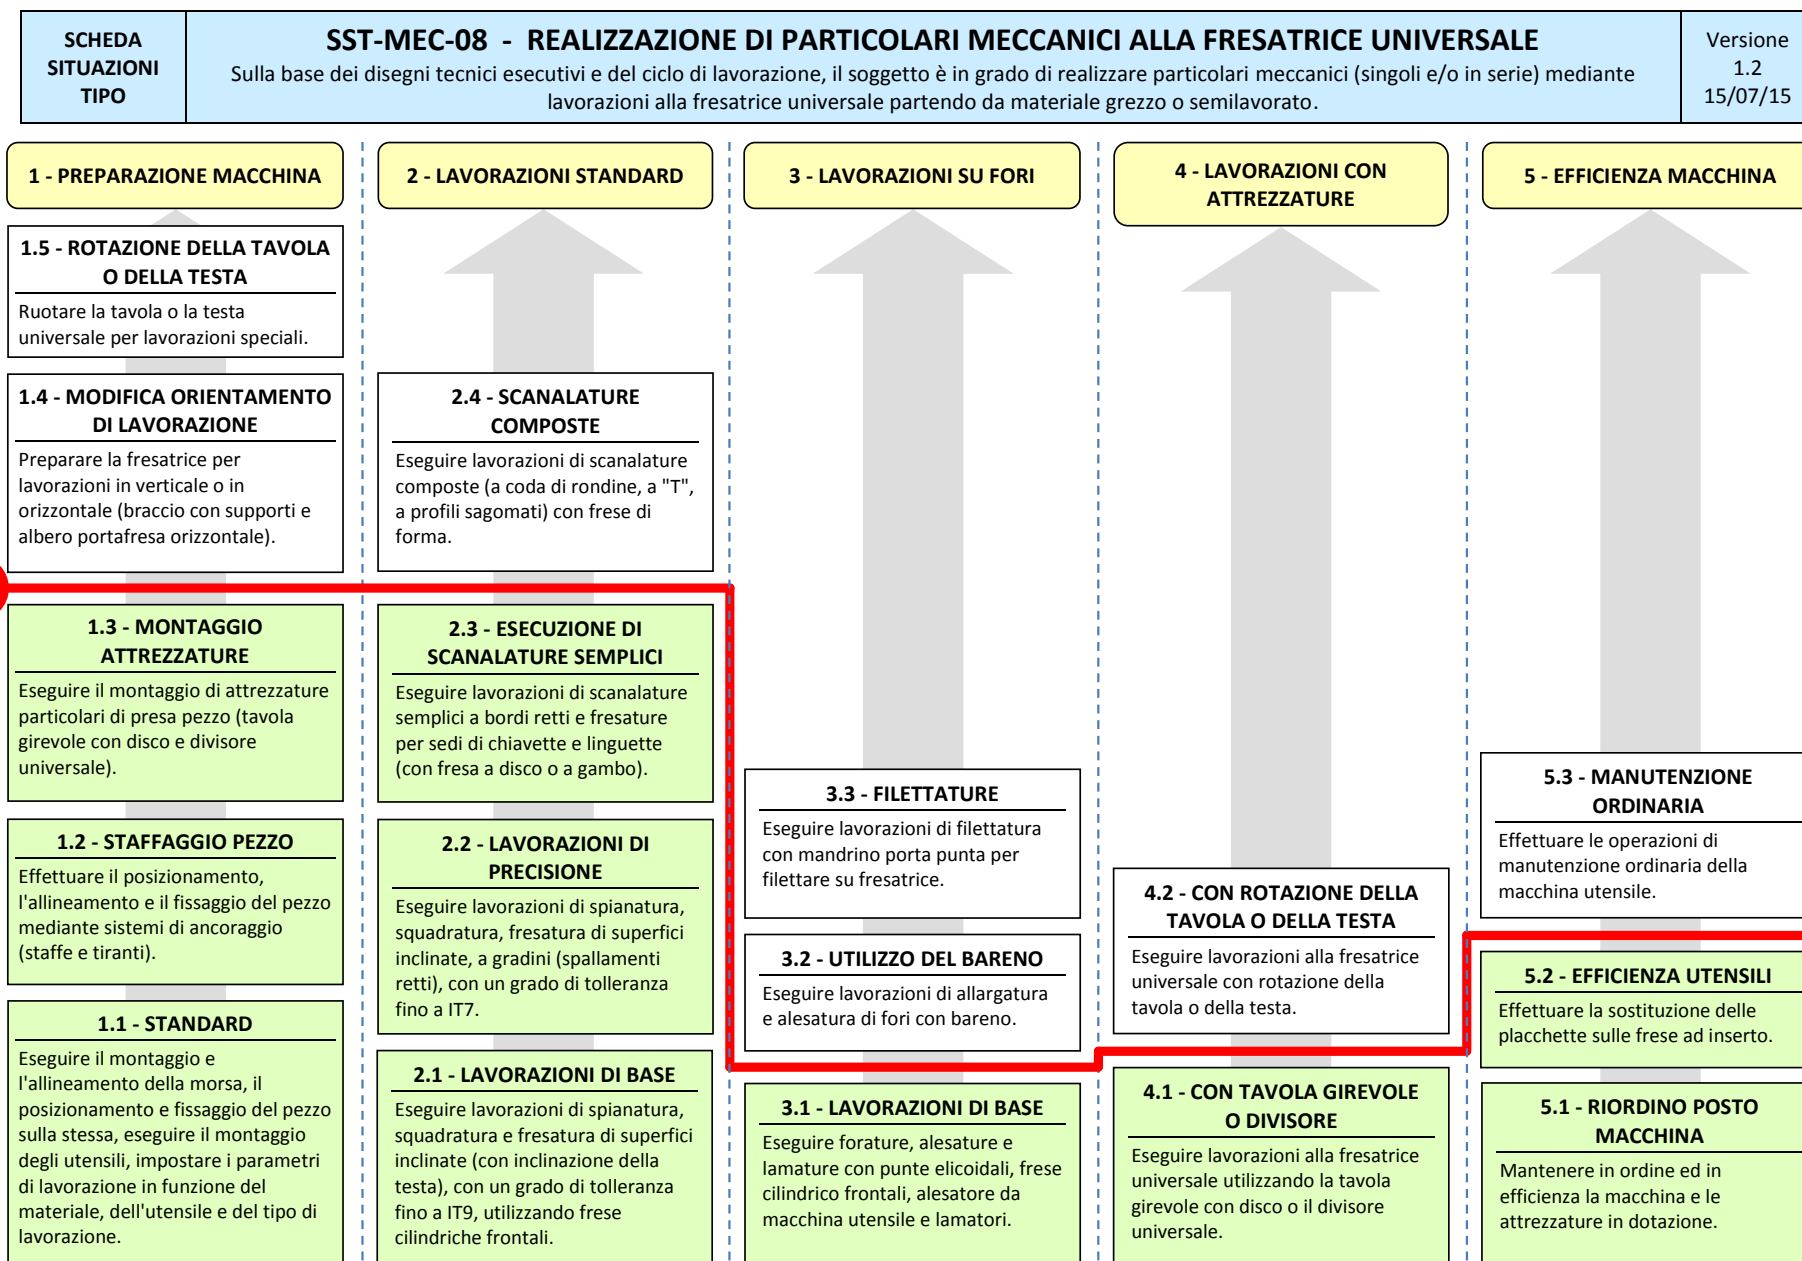 SCHEDA
SITUAZIONI
TIPO
SST-MEC-08 - REALIZZAZIONE DI PARTICOLARI MECCANICI ALLA FRESATRICE UNIVERSALE
Sulla base dei disegni tecnici esecutivi e del ciclo di lavorazione, il soggetto è in grado di realizzare particolari meccanici (singoli e/o in serie) mediante
lavorazioni alla fresatrice universale partendo da materiale grezzo o semilavorato.
Versione
1.2
15/07/15
1 - PREPARAZIONE MACCHINA
1.5 - ROTAZIONE DELLA TAVOLA
O DELLA TESTA
Ruotare la tavola o la testa
universale per lavorazioni speciali.
1.4 - MODIFICA ORIENTAMENTO
DI LAVORAZIONE
Preparare la fresatrice per
lavorazioni in verticale o in
orizzontale (braccio con supporti e
albero portafresa orizzontale).
1.3 - MONTAGGIO
ATTREZZATURE
Eseguire il montaggio di attrezzature
particolari di presa pezzo (tavola
girevole con disco e divisore
universale).
1.2 - STAFFAGGIO PEZZO
Effettuare il posizionamento,
l'allineamento e il fissaggio del pezzo
mediante sistemi di ancoraggio
(staffe e tiranti).
1.1 - STANDARD
Eseguire il montaggio e
l'allineamento della morsa, il
posizionamento e fissaggio del pezzo
sulla stessa, eseguire il montaggio
degli utensili, impostare i parametri
di lavorazione in funzione del
materiale, dell'utensile e del tipo di
lavorazione.
2 - LAVORAZIONI STANDARD
2.4 - SCANALATURE
COMPOSTE
Eseguire lavorazioni di scanalature
composte (a coda di rondine, a "T",
a profili sagomati) con frese di
forma.
2.3 - ESECUZIONE DI
SCANALATURE SEMPLICI
Eseguire lavorazioni di scanalature
semplici a bordi retti e fresature
per sedi di chiavette e linguette
(con fresa a disco o a gambo).
2.2 - LAVORAZIONI DI
PRECISIONE
Eseguire lavorazioni di spianatura,
squadratura, fresatura di superfici
inclinate, a gradini (spallamenti
retti), con un grado di tolleranza
fino a IT7.
2.1 - LAVORAZIONI DI BASE
Eseguire lavorazioni di spianatura,
squadratura e fresatura di superfici
inclinate (con inclinazione della
testa), con un grado di tolleranza
fino a IT9, utilizzando frese
cilindriche frontali.
3 - LAVORAZIONI SU FORI
3.3 - FILETTATURE
Eseguire lavorazioni di filettatura
con mandrino porta punta per
filettare su fresatrice.
3.2 - UTILIZZO DEL BARENO
Eseguire lavorazioni di allargatura
e alesatura di fori con bareno.
3.1 - LAVORAZIONI DI BASE
Eseguire forature, alesature e
lamature con punte elicoidali, frese
cilindrico frontali, alesatore da
macchina utensile e lamatori.
4 - LAVORAZIONI CON
ATTREZZATURE
4.2 - CON ROTAZIONE DELLA
TAVOLA O DELLA TESTA
Eseguire lavorazioni alla fresatrice
universale con rotazione della
tavola o della testa.
4.1 - CON TAVOLA GIREVOLE
O DIVISORE
Eseguire lavorazioni alla fresatrice
universale utilizzando la tavola
girevole con disco o il divisore
universale.
5 - EFFICIENZA MACCHINA
5.3 - MANUTENZIONE
ORDINARIA
Effettuare le operazioni di
manutenzione ordinaria della
macchina utensile.
5.2 - EFFICIENZA UTENSILI
Effettuare la sostituzione delle
placchette sulle frese ad inserto.
5.1 - RIORDINO POSTO
MACCHINA
Mantenere in ordine ed in
efficienza la macchina e le
attrezzature in dotazione.